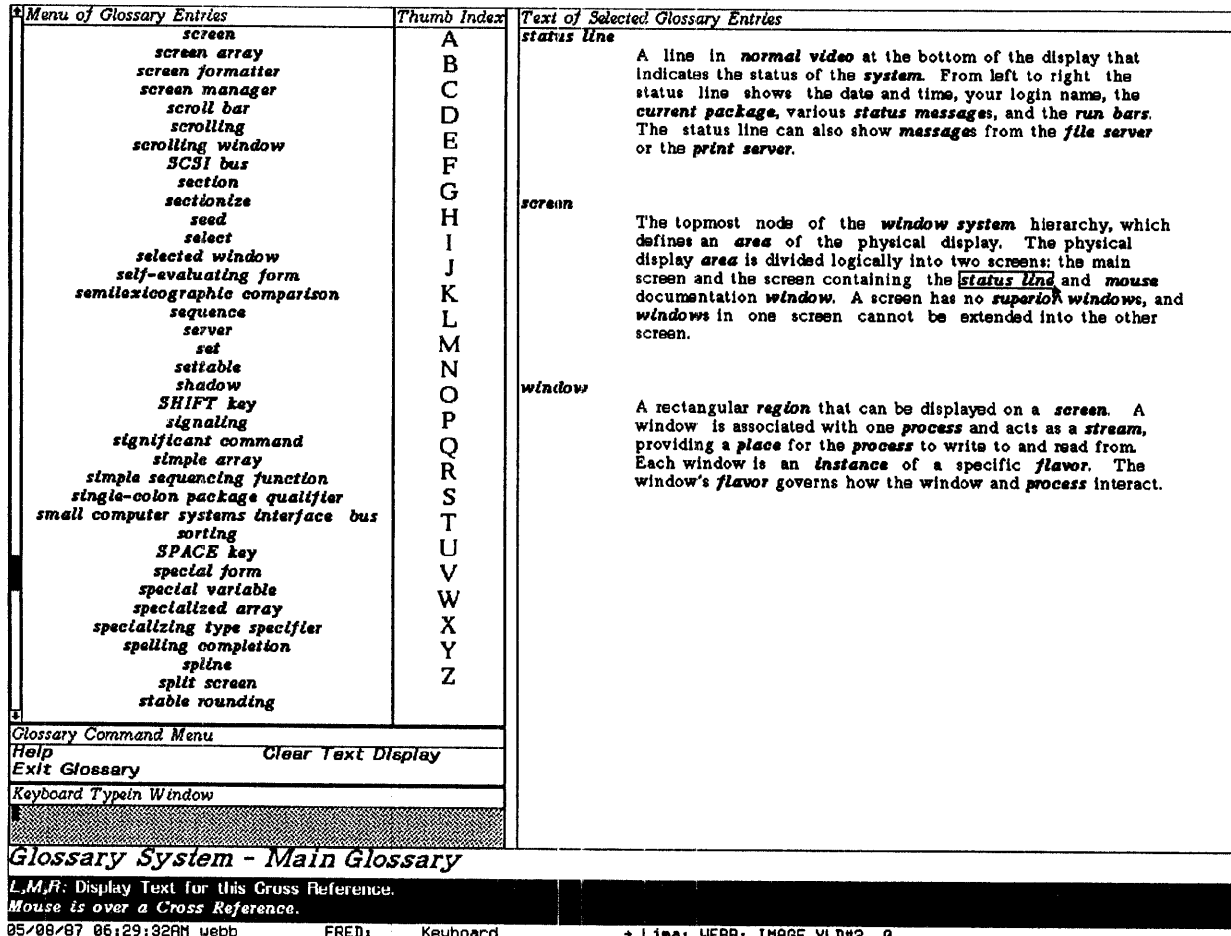 Menu of Glossary Entries
screen
screen array
screen formatter
screen manager
scroll bar
scrolling
scrolling window
SCSI bus
section
sectionize
seed
select
selected window
self-evaluating form
semilexicographic comparison
sequence
server
set
settable
shadow
SHIFT key
signaling
significant command
simple array
simple sequencing function
single-colon package qualifier
small computer systems interface bus
sorting
SPACE key
special form
special variable
specialized array
specializing type specifier
spelling completion
spline
split screen
stable rounding
Thumb Index
A
B
C
D
E
F
G
H
I
J
K
L
M
N
O
P
Q
R
S
T
U
V
W
X
Y
Z
Text of Selected Glossary Entries
status line
A line in normal video at the bottom of the display that
indicates the status of the system. From left to right the
status line shows the date and time, your login name, the
current package, various status messages, and the run bars.
The status line can also show messages from the file server
or the print server.
screen
The topmost node of the window system hierarchy, which
defines an area of the physical display. The physical
display area is divided logically into two screens: the main
screen and the screen containing the status line and mouse
documentation window. A screen has no superior windows, and
windows in one screen cannot be extended into the other
screen.
window
A rectangular region that can be displayed on a screen. A
window is associated with one process and acts as a stream,
providing a place for the process to write to and read from.
Each window is an instance of a specific flavor. The
window's flavor governs how the window and process interact.
Glossary Command Menu
Help Clear Text Display
Exit Glossary
Keyboard Typein Window
Glossary System - Main Glossary
L,M,R: Display Text for this Cross Reference.
Mouse is over a Cross Reference.
05/08/87 06:29:32AM webb FRED: Keyboard → Lima: WEBB; IMAGE